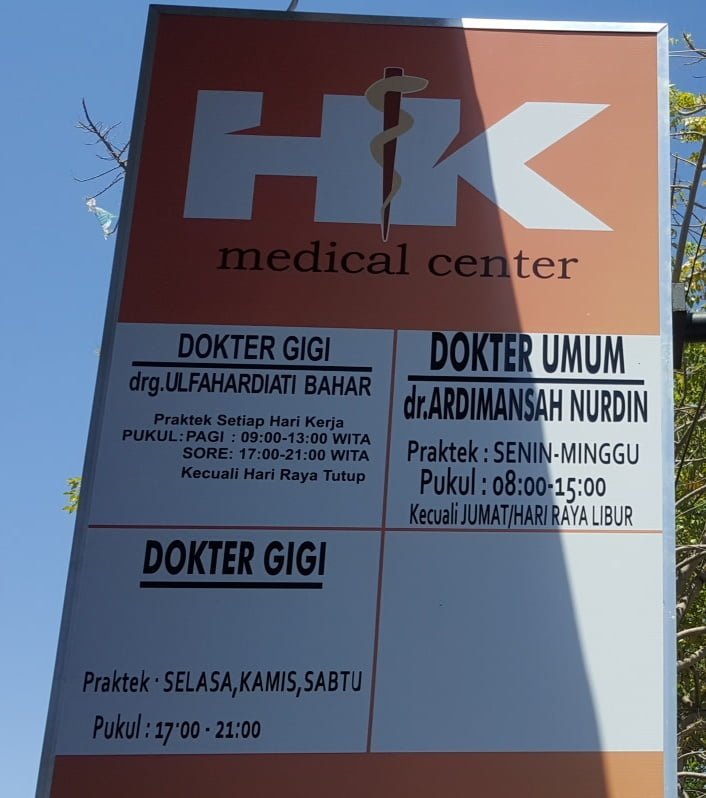 HK
medical center
DOKTER GIGI
drg.ULFAHARDIATI BAHAR
Praktek Setiap Hari Kerja
PUKUL: PAGI : 09:00-13:00 WITA
SORE: 17:00-21:00 WITA
Kecuali Hari Raya Tutup
DOKTER UMUM
dr.ARDIMANSAH NURDIN
Praktek : SENIN-MINGGU
Pukul : 08:00-15:00
Kecuali JUMAT/HARI RAYA LIBUR
DOKTER GIGI
Praktek : SELASA,KAMIS,SABTU
Pukul : 17:00 - 21:00